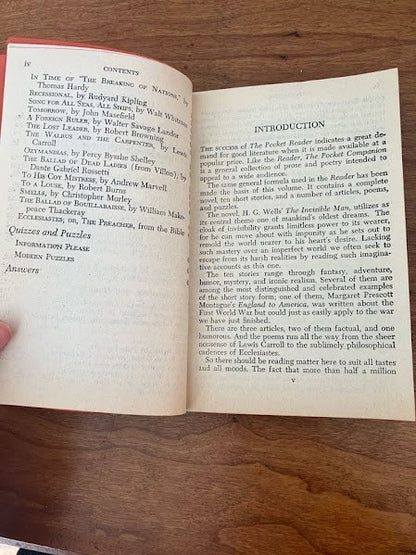 iv
CONTENTS
IN TIME OF "THE BREAKING OF NATIONS," by
Thomas Hardy
RECESSIONAL, by Rudyard Kipling
SONG FOR ALL SEAS, ALL SHIPS, by Walt Whitman
TOMORROW, by John Masefield
A FOREIGN RULER, by Walter Savage Landor
THE LOST LEADER, by Robert Browning
THE WALRUS AND THE CARPENTER, by Lewis
Carroll
OZYMANDIAS, by Percy Bysshe Shelley
THE BALLAD OF DEAD LADIES (from Villon), by
Dante Gabriel Rossetti
TO HIS COY MISTRESS, by Andrew Marvell
TO A LOUSE, by Robert Burns
SMELLS, by Christopher Morley
THE BALLAD OF BOUILLABAISSE, by William Make-
peace Thackeray
ECCLESIASTES; OR, THE PREACHER, from the Bible
Quizzes and Puzzles
INFORMATION PLEASE
MODERN PUZZLES
Answers
INTRODUCTION
THE SUCCESS OF The Pocket Reader indicates a great de-
mand for good literature when it is made available at a
popular price. Like the Reader, The Pocket Companion
is a general collection of prose and poetry intended to
appeal to a wide audience.
The same general formula used in the Reader has been
made the basis of this volume. It contains a complete
novel, ten short stories, and a number of articles, poems,
and puzzles.
The novel, H. G. Wells' The Invisible Man, utilizes as
its central theme one of mankind's oldest dreams. The
cloak of invisibility grants limitless power to its wearer,
for he can move about with impunity as he sets out to
remold the world nearer to his heart's desire. Lacking
such mastery over an imperfect world we often seek to
escape from its harsh realities by reading such imagina-
tive accounts as this one.
The ten stories range through fantasy, adventure,
humor, mystery, and ironic realism. Several of them are
among the most distinguished and celebrated examples
of the short story form; one of them, Margaret Prescott
Montague's England to America, was written about the
First World War but could just as easily apply to the war
we have just finished.
There are three articles, two of them factual, and one
humorous. And the poems run all the way from the sheer
nonsense of Lewis Carroll to the sublimely philosophical
cadences of Ecclesiastes.
So there should be reading matter here to suit all tastes
and all moods. The fact that more than half a million
v